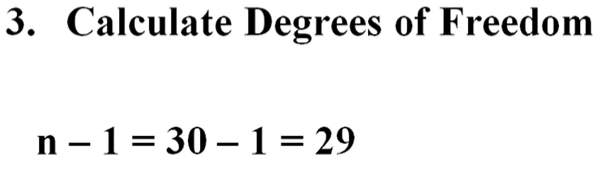 3. Calculate Degrees of Freedom
n – 1 = 30 – 1 = 29